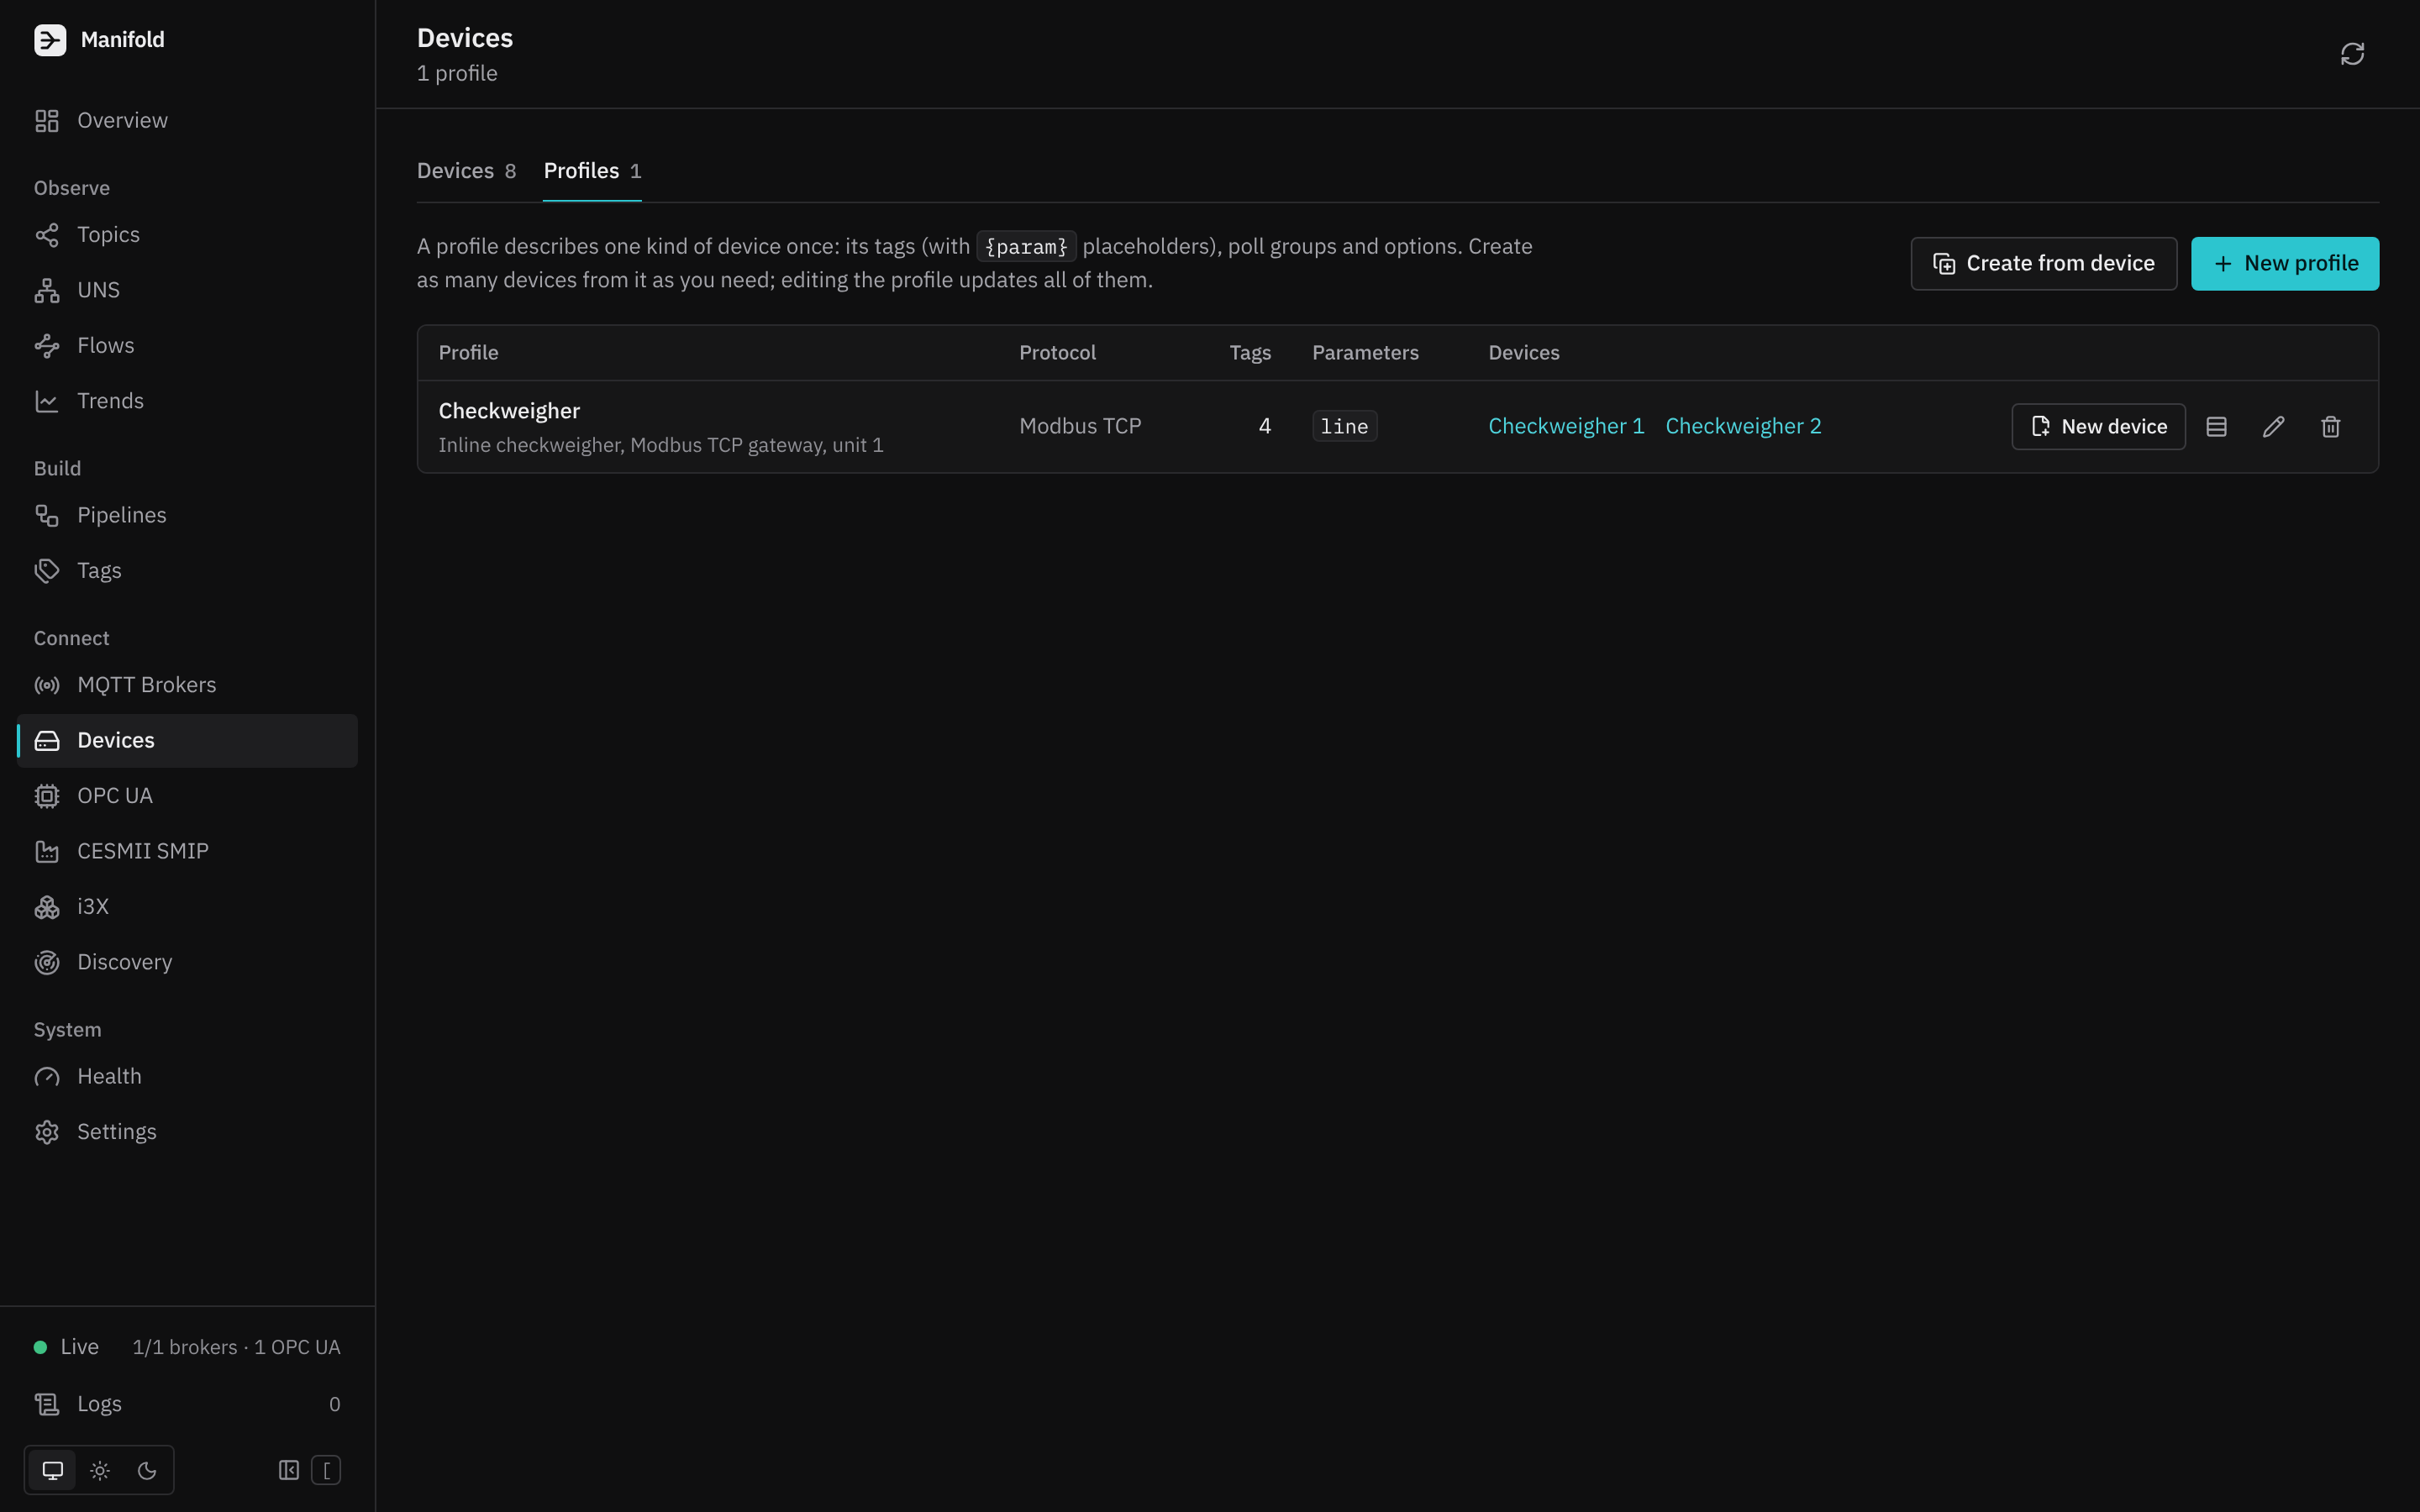 Manifold
Overview
Observe
Topics
UNS
Flows
Trends
Build
Pipelines
Tags
Connect
MQTT Brokers
Devices
OPC UA
CESMII SMIP
i3X
Discovery
System
Health
Settings
Live 1/1 brokers · 1 OPC UA
Logs 0
[
Devices
1 profile
Devices 8 Profiles 1
A profile describes one kind of device once: its tags (with {param} placeholders), poll groups and options. Create
as many devices from it as you need; editing the profile updates all of them.
Create from device
+ New profile
Profile Protocol Tags Parameters Devices
Checkweigher
Inline checkweigher, Modbus TCP gateway, unit 1
Modbus TCP 4 line Checkweigher 1 Checkweigher 2 New device